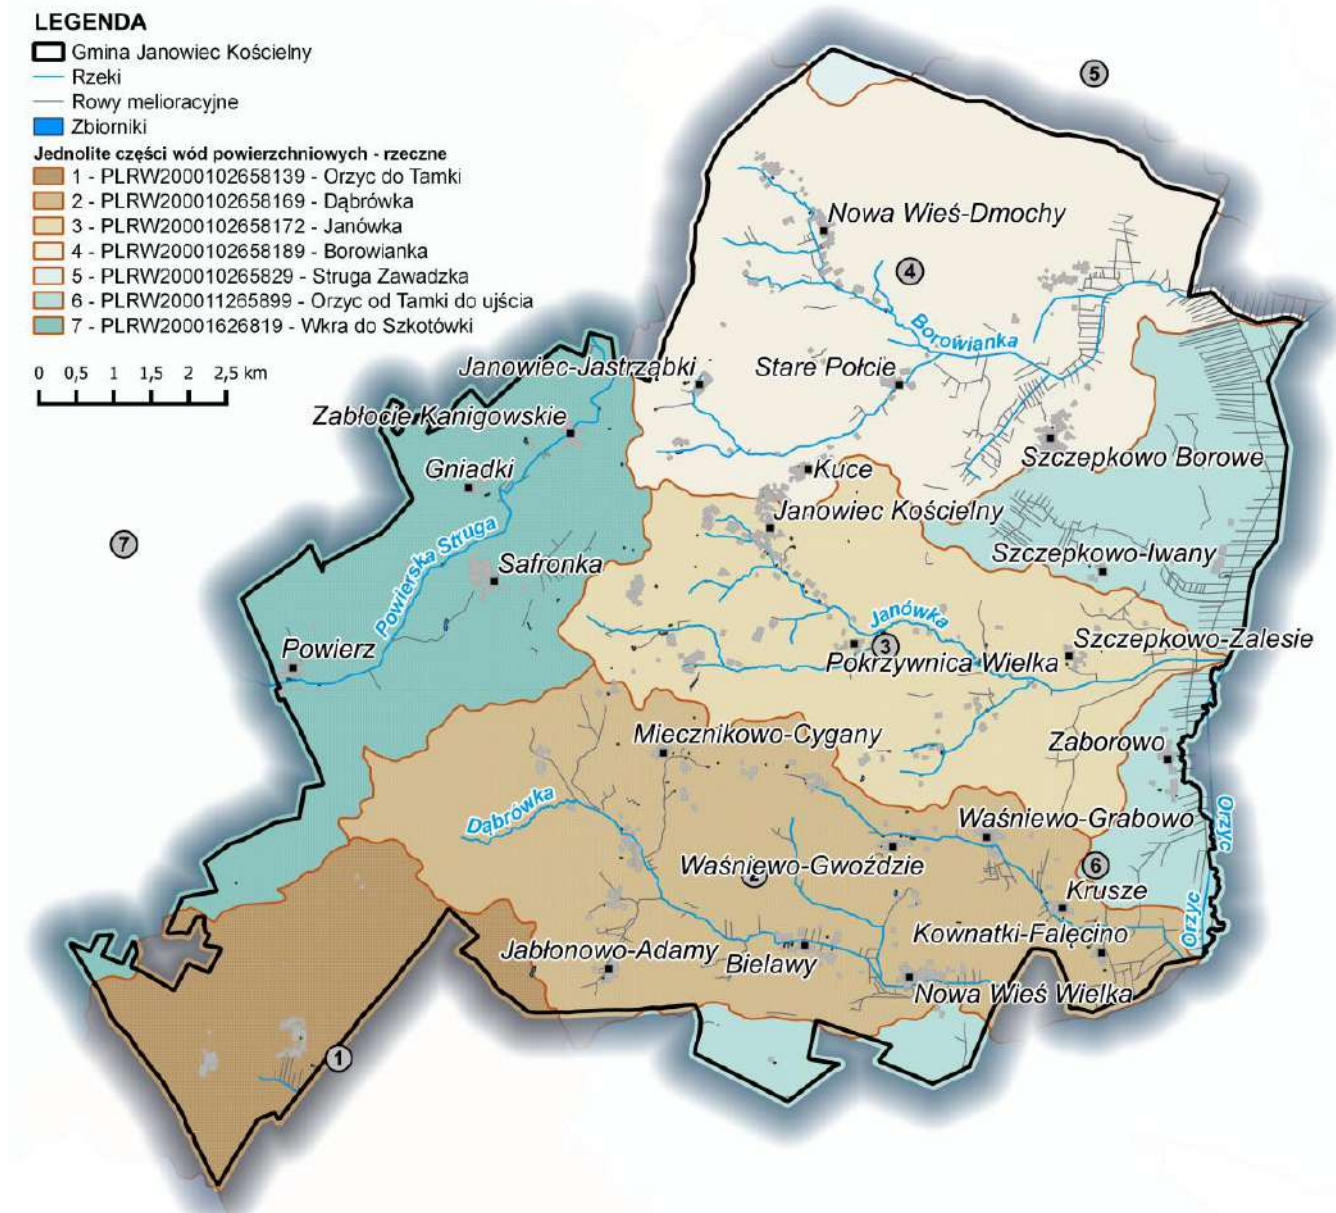 LEGENDA
Gmina Janowiec Kościelny
Rzeki
Rowy melioracyjne
Zbiorniki
Jednolite części wód powierzchniowych - rzeczne
1 - PLRW2000102658139 - Orzyc do Tamki
2 - PLRW2000102658169 - Dąbrówka
3 - PLRW2000102658172 - Janówka
4 - PLRW2000102658189 - Borowianka
5 - PLRW200010265829 - Struga Zawadzka
6 - PLRW200011265899 - Orzyc od Tamki do ujścia
7 - PLRW20001626819 - Wkra do Szkotówki
0 0,5 1 1,5 2 2,5 km
5
Nowa Wieś-Dmochy
4
Borowianka
Janowiec-Jastrząbki
Stare Połcie
Zabłocie Kanigowskie
Gniadki
Kuce
Szczepkowo Borowe
Janowiec Kościelny
7
Powierska Struga
Safronka
Szczepkowo-Iwany
Janówka
3
Powierz
Pokrzywnica Wielka
Szczepkowo-Zalesie
Miecznikowo-Cygany
Zaborowo
Dąbrówka
Orzyc
Waśniewo-Grabowo
Waśniewo-Gwoździe
2
6
Krusze
Orzyc
Kownatki-Falęcino
Jabłonowo-Adamy
Bielawy
Nowa Wieś Wielka
1